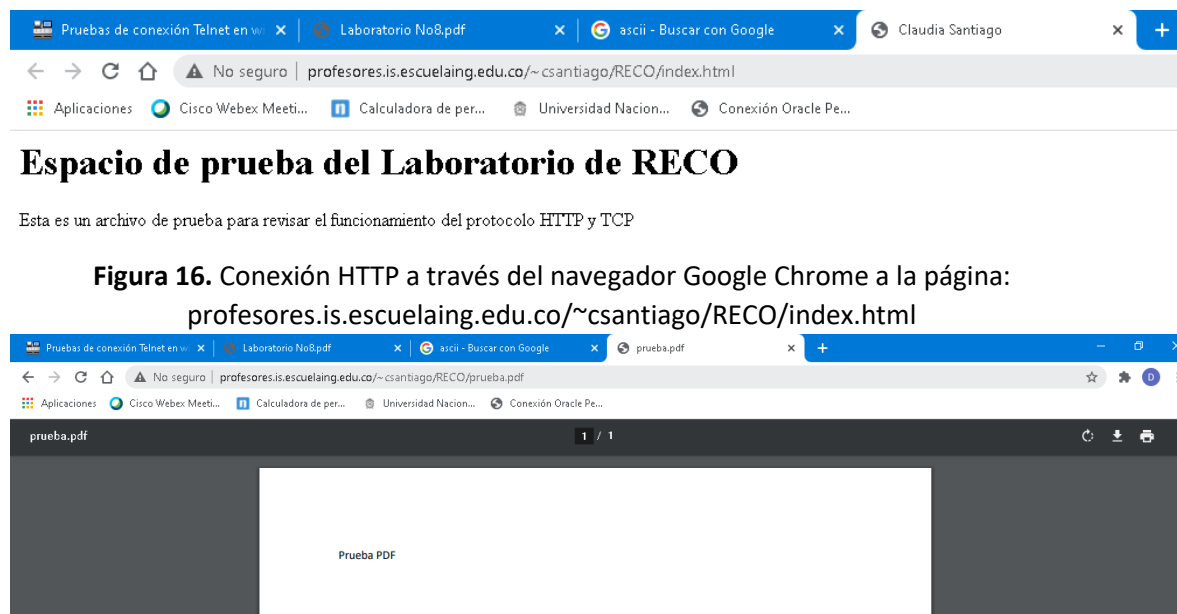 Pruebas de conexión Telnet en wi Laboratorio No8.pdf ascii - Buscar con Google Claudia Santiago
No seguro | profesores.is.escuelaing.edu.co/~csantiago/RECO/index.html
Aplicaciones Cisco Webex Meeti... Calculadora de per... Universidad Nacion... Conexión Oracle Pe...
Espacio de prueba del Laboratorio de RECO
Esta es un archivo de prueba para revisar el funcionamiento del protocolo HTTP y TCP
Figura 16. Conexión HTTP a través del navegador Google Chrome a la página:
profesores.is.escuelaing.edu.co/~csantiago/RECO/index.html
Pruebas de conexión Telnet en w Laboratorio No8.pdf ascii - Buscar con Google prueba.pdf
No seguro | profesores.is.escuelaing.edu.co/~csantiago/RECO/prueba.pdf
D
Aplicaciones Cisco Webex Meeti... Calculadora de per... Universidad Nacion... Conexión Oracle Pe...
prueba.pdf 1 / 1
Prueba PDF